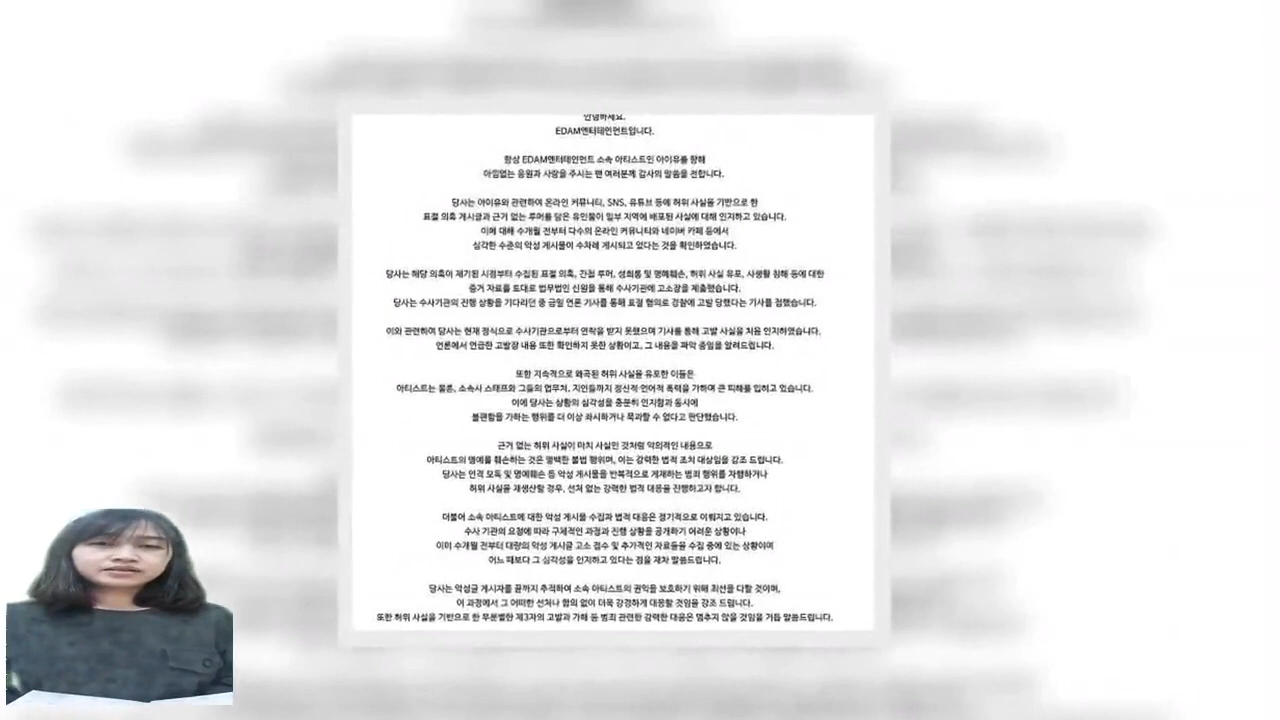 안녕하세요.
EDAM엔터테인먼트입니다.
항상 EDAM엔터테인먼트 소속 아티스트인 아이유를 향해
아낌없는 응원과 사랑을 주시는 팬 여러분께 감사의 말씀을 전합니다.
당사는 아이유와 관련하여 온라인 커뮤니티, SNS, 유튜브 등에 허위 사실을 기반으로 한
표절 의혹 게시글과 근거 없는 루머를 담은 유인물이 일부 지역에 배포된 사실에 대해 인지하고 있습니다.
이에 대해 수개월 전부터 다수의 온라인 커뮤니티와 네이버 카페 등에서
심각한 수준의 악성 게시물이 수차례 게시되고 있다는 것을 확인하였습니다.
당사는 해당 의혹이 제기된 시점부터 수집된 표절 의혹, 간첩 루머, 성희롱 및 명예훼손, 허위 사실 유포, 사생활 침해 등에 대한
증거 자료를 토대로 법무법인 신원을 통해 수사기관에 고소장을 제출했습니다.
당사는 수사기관의 진행 상황을 기다리던 중 금일 언론 기사를 통해 표절 혐의로 경찰에 고발 당했다는 기사를 접했습니다.
이와 관련하여 당사는 현재 정식으로 수사기관으로부터 연락을 받지 못했으며 기사를 통해 고발 사실을 처음 인지하였습니다.
언론에서 언급한 고발장 내용 또한 확인하지 못한 상황이고, 그 내용을 파악 중임을 알려드립니다.
또한 지속적으로 왜곡된 허위 사실을 유포한 이들은
아티스트는 물론, 소속사 스태프와 그들의 업무처, 지인들까지 정신적·언어적 폭력을 가하며 큰 피해를 입히고 있습니다.
이에 당사는 상황의 심각성을 충분히 인지함과 동시에
불편함을 가하는 행위를 더 이상 좌시하거나 묵과할 수 없다고 판단했습니다.
근거 없는 허위 사실이 마치 사실인 것처럼 악의적인 내용으로
아티스트의 명예를 훼손하는 것은 명백한 불법 행위며, 이는 강력한 법적 조치 대상임을 강조 드립니다.
당사는 인격 모독 및 명예훼손 등 악성 게시물을 반복적으로 게재하는 범죄 행위를 자행하거나
허위 사실을 재생산할 경우, 선처 없는 강력한 법적 대응을 진행하고자 합니다.
더불어 소속 아티스트에 대한 악성 게시물 수집과 법적 대응은 정기적으로 이뤄지고 있습니다.
수사 기관의 요청에 따라 구체적인 과정과 진행 상황을 공개하기 어려운 상황이나
이미 수개월 전부터 대량의 악성 게시글 고소 접수 및 추가적인 자료들을 수집 중에 있는 상황이며
어느 때보다 그 심각성을 인지하고 있다는 점을 재차 말씀드립니다.
당사는 악성글 게시자를 끝까지 추적하여 소속 아티스트의 권익을 보호하기 위해 최선을 다할 것이며,
이 과정에서 그 어떠한 선처나 합의 없이 더욱 강경하게 대응할 것임을 강조 드립니다.
또한 허위 사실을 기반으로 한 무분별한 제3자의 고발과 가해 등 범죄 관련한 강력한 대응은 멈추지 않을 것임을 거듭 말씀드립니다.